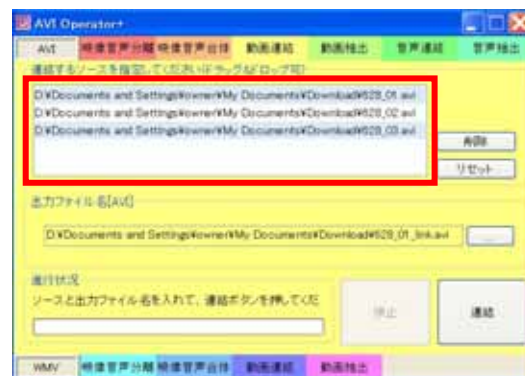 AVI Operator+
AVI 映像音声分離 映像音声合体 動画連結 動画抽出 音声連結 音声抽出
連結するソースを指定してください(ドラッグ&ドロップ可)
D:¥Documents and Settings¥owner¥My Documents¥Download¥628_01.avi
D:¥Documents and Settings¥owner¥My Documents¥Download¥628_02.avi
D:¥Documents and Settings¥owner¥My Documents¥Download¥628_03.avi
削除
リセット
出力ファイル名[AVI]
D:¥Documents and Settings¥owner¥My Documents¥Download¥628_01_link.avi
...
進行状況
ソースと出力ファイル名を入れて、連結ボタンを押してくだ
停止
連結
WMV 映像音声分離 映像音声合体 動画連結 動画抽出